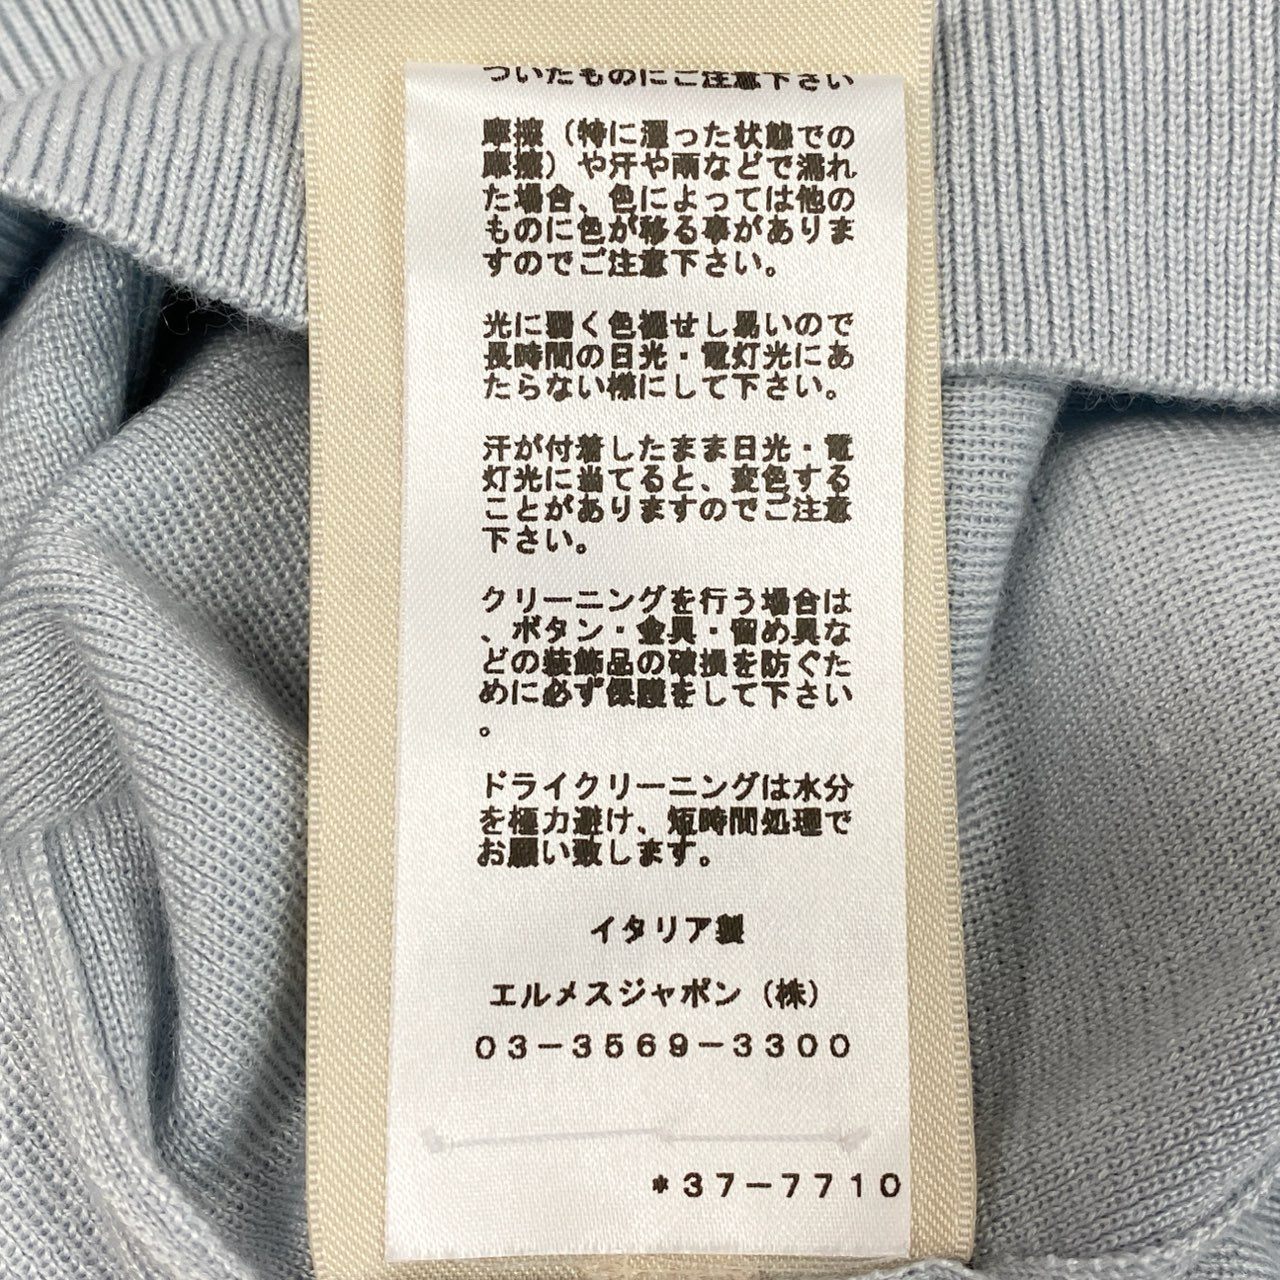 ついたものにご注意下さい
摩擦（特に湿った状態での
摩擦）や汗や雨などで濡れ
た場合、色によっては他の
ものに色が移る事がありま
すのでご注意下さい。
光に弱く色褪せし易いので
長時間の日光・電灯光にあ
たらない様にして下さい。
汗が付着したまま日光・電
灯光に当てると、変色する
ことがありますのでご注意
下さい。
クリーニングを行う場合は
、ボタン・金具・留め具な
どの装飾品の破損を防ぐた
めに必ず保護をして下さい
。
ドライクリーニングは水分
を極力避け、短時間処理で
お願い致します。
イタリア製
エルメスジャポン（株）
０３－３５６９－３３００
＊３７－７７１０